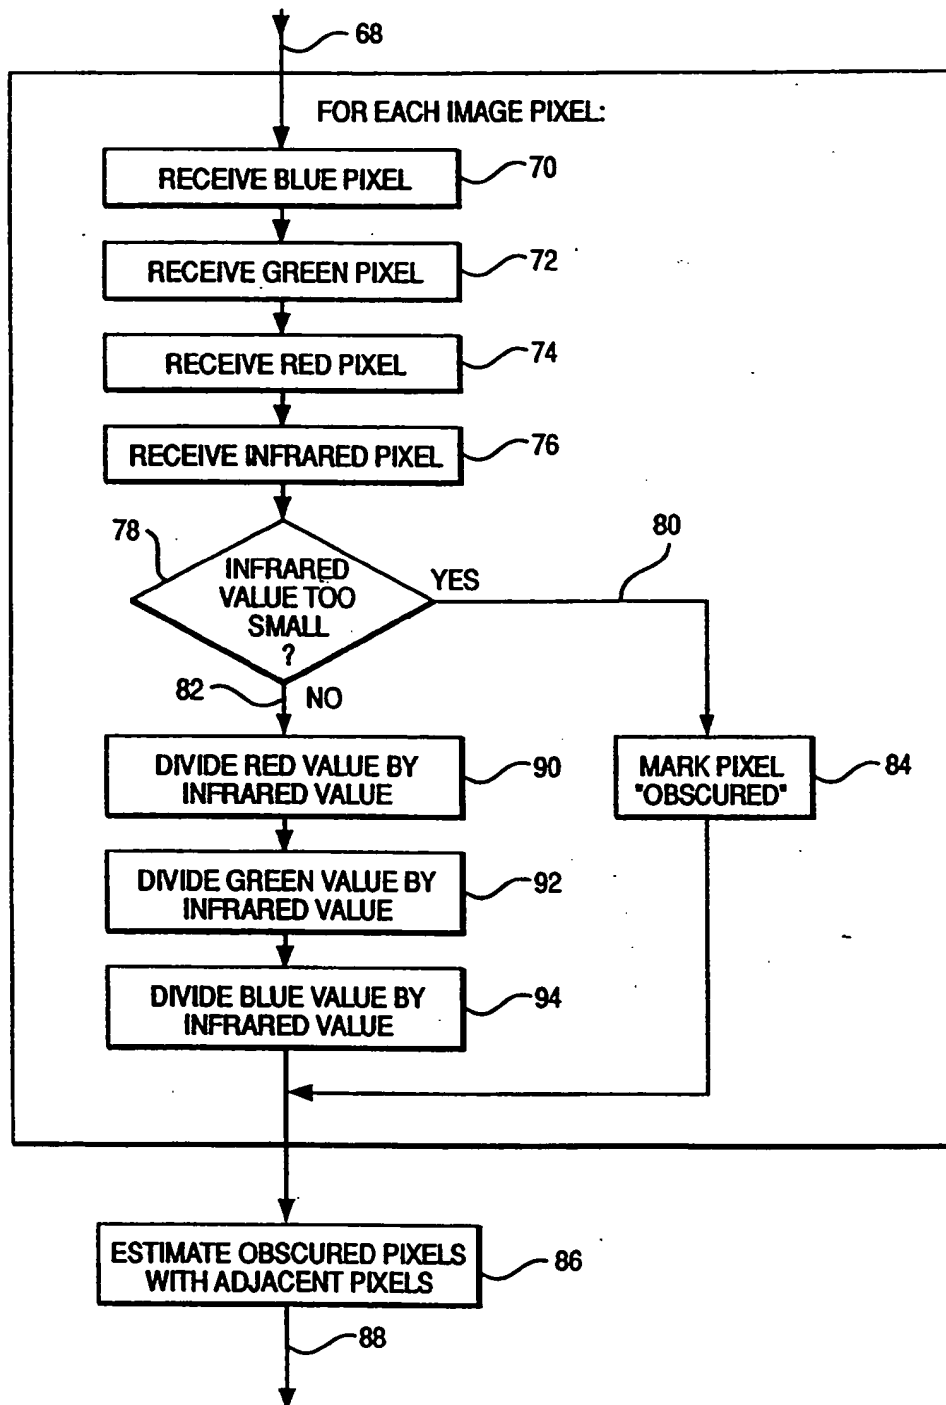 68
FOR EACH IMAGE PIXEL:
RECEIVE BLUE PIXEL
70
RECEIVE GREEN PIXEL
72
RECEIVE RED PIXEL
74
RECEIVE INFRARED PIXEL
76
78
INFRARED
VALUE TOO
SMALL
?
YES
80
82
NO
DIVIDE RED VALUE BY
INFRARED VALUE
90
MARK PIXEL
"OBSCURED"
84
DIVIDE GREEN VALUE BY
INFRARED VALUE
92
DIVIDE BLUE VALUE BY
INFRARED VALUE
94
ESTIMATE OBSCURED PIXELS
WITH ADJACENT PIXELS
86
88